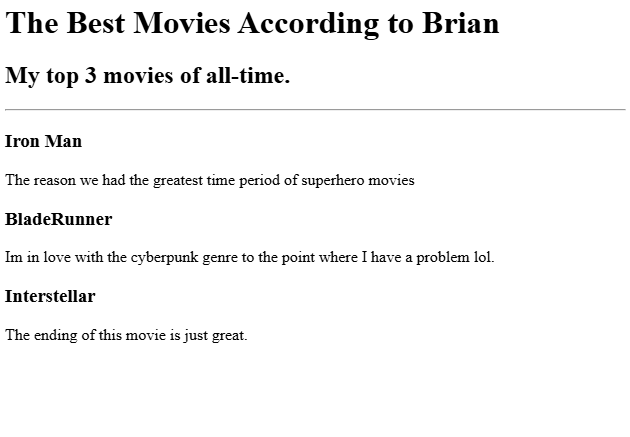 The Best Movies According to Brian
My top 3 movies of all-time.
Iron Man
The reason we had the greatest time period of superhero movies
BladeRunner
Im in love with the cyberpunk genre to the point where I have a problem lol.
Interstellar
The ending of this movie is just great.